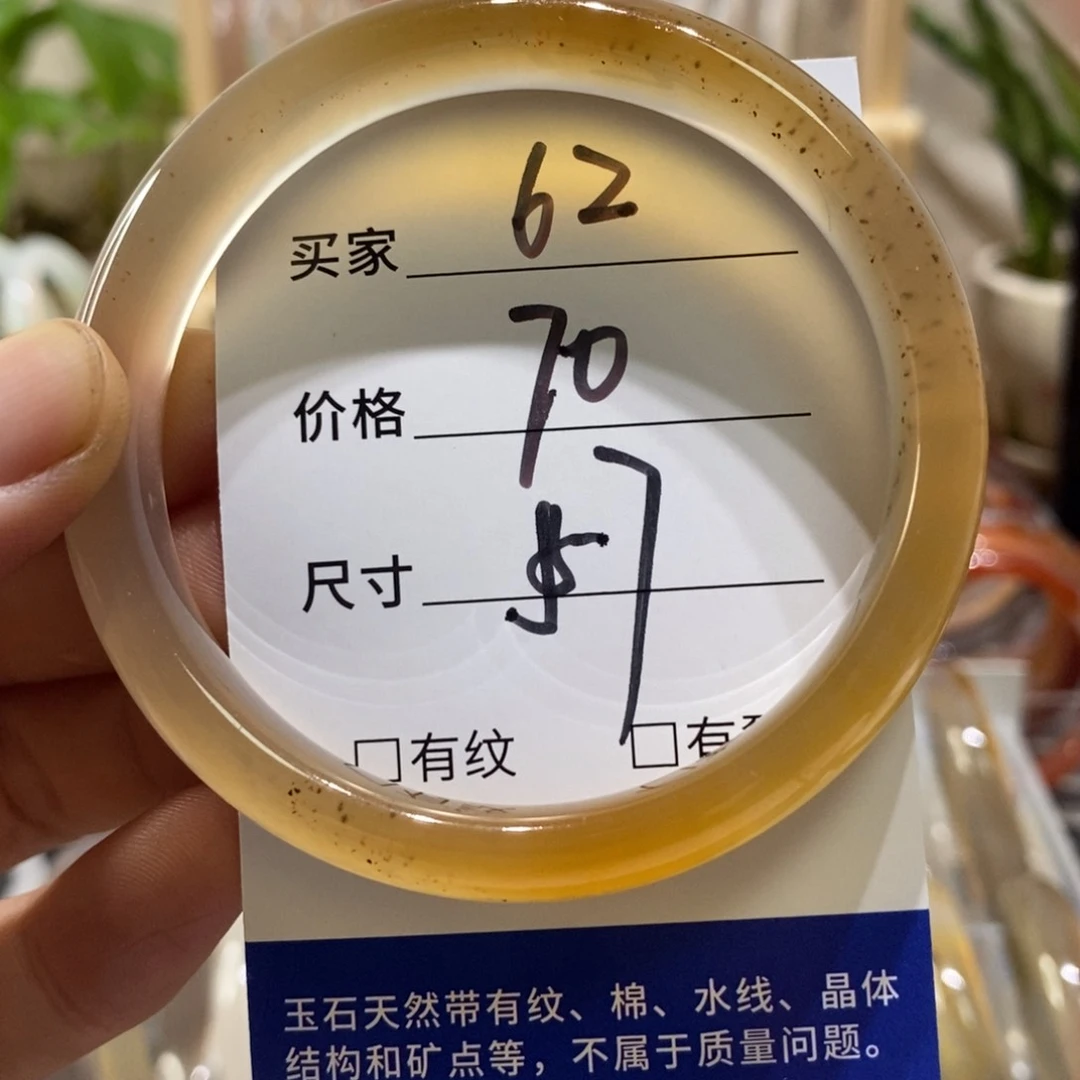 买家 62
价格 70
尺寸 57
□有纹 □有
玉石天然带有纹、棉、水线、晶体
结构和矿点等，不属于质量问题。